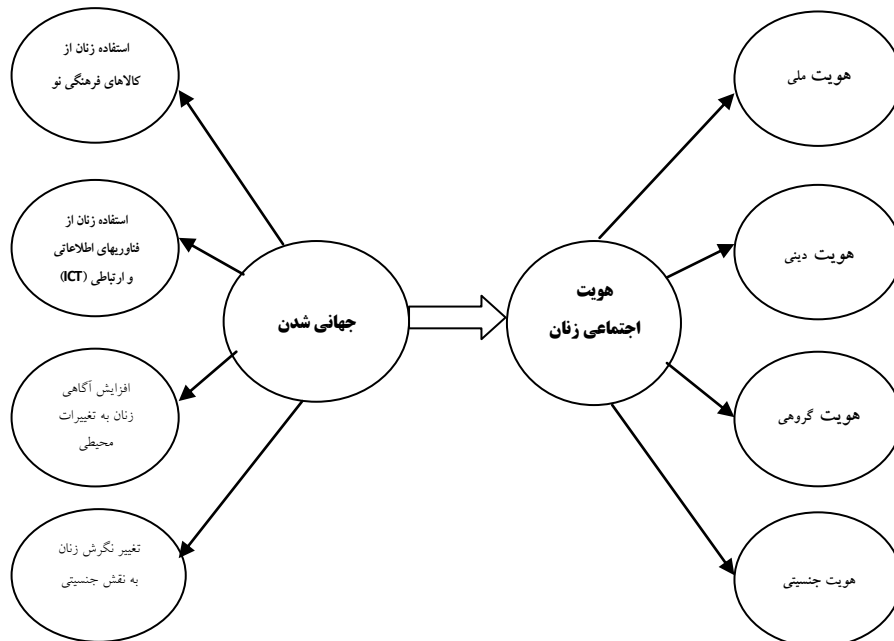 هویت ملی
هویت دینی
هویت گروهی
هویت جنسیتی
هویت
اجتماعی زنان
جهانی شدن
استفاده زنان از
کالاهای فرهنگی نو
استفاده زنان از
فناوریهای اطلاعاتی
و ارتباطی (ICT)
افزایش آگاهی
زنان به تغییرات
محیطی
تغییر نگرش زنان
به نقش جنسیتی